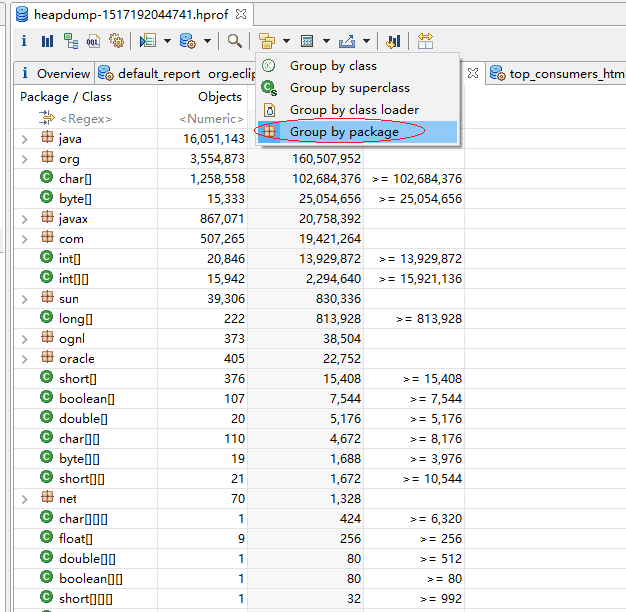 heapdump-1517192044741.hprof
i Overview default_report org.eclip top_consumers_htm
Group by class
Group by superclass
Group by class loader
Group by package
Package / Class Objects
<Regex> <Numeric>
java 16,051,143
org 3,554,873 160,507,952
char[] 1,258,558 102,684,376 >= 102,684,376
byte[] 15,333 25,054,656 >= 25,054,656
javax 867,071 20,758,392
com 507,265 19,421,264
int[] 20,846 13,929,872 >= 13,929,872
int[][] 15,942 2,294,640 >= 15,921,136
sun 39,306 830,336
long[] 222 813,928 >= 813,928
ognl 373 38,504
oracle 405 22,752
short[] 376 15,408 >= 15,408
boolean[] 107 7,544 >= 7,544
double[] 20 5,176 >= 5,176
char[][] 110 4,672 >= 8,176
byte[][] 19 1,688 >= 3,976
short[][] 21 1,672 >= 10,544
net 70 1,328
char[][][] 1 424 >= 6,320
float[] 9 256 >= 256
double[][] 1 80 >= 512
boolean[][] 1 80 >= 80
short[][][] 1 32 >= 992